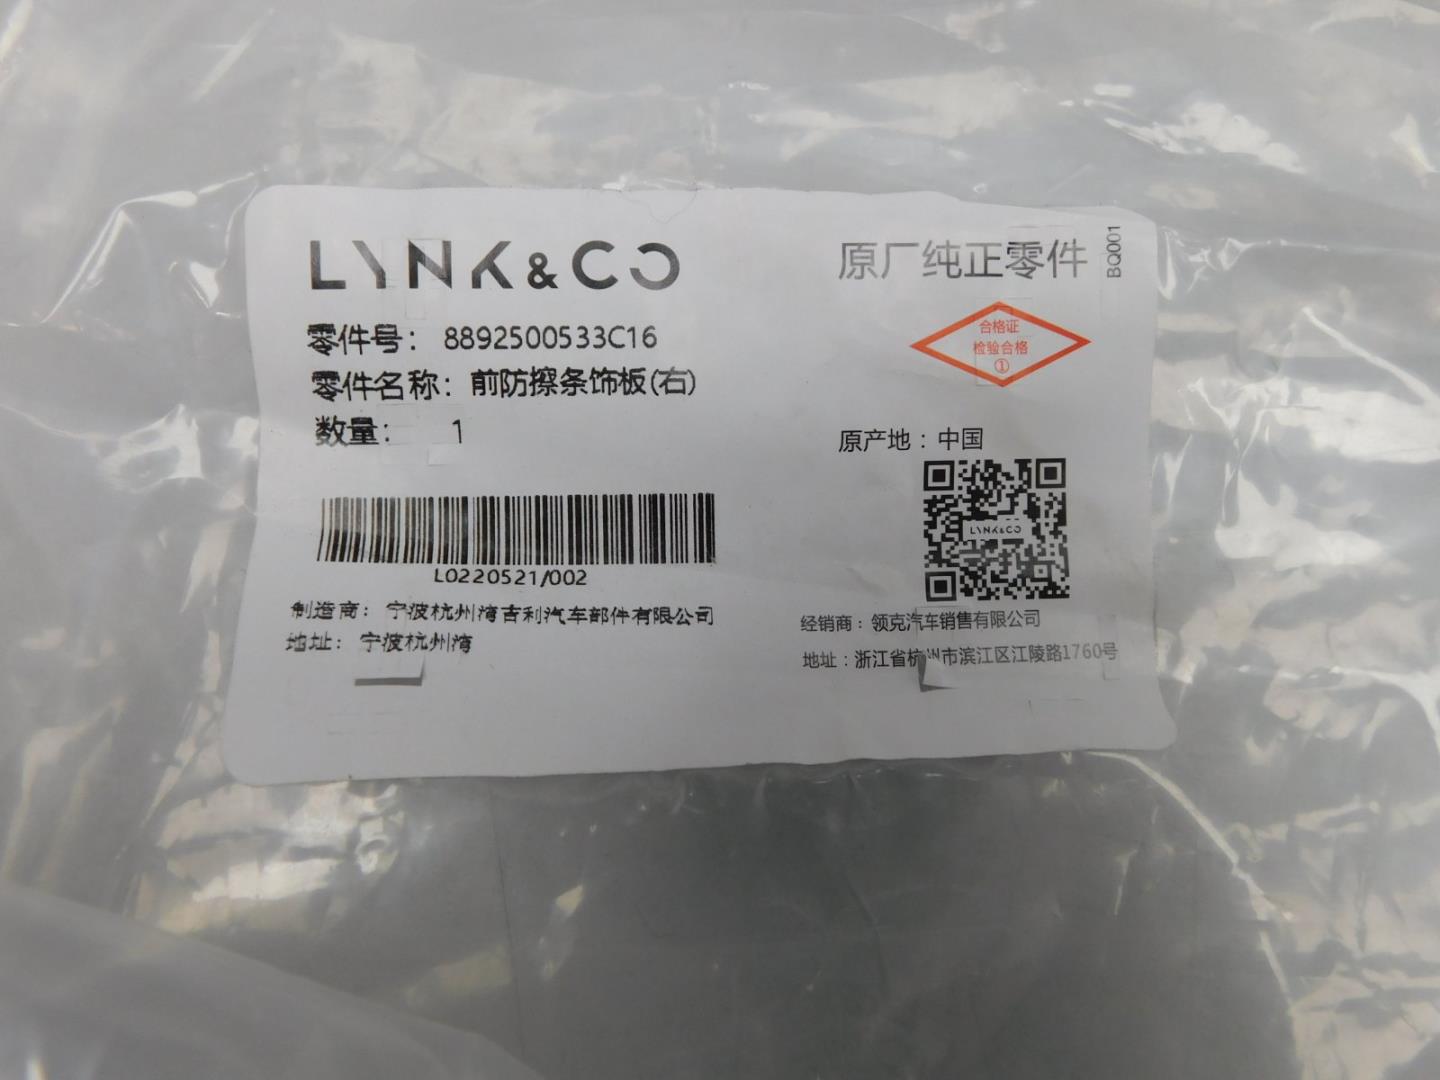 LYNK&CO
原厂纯正零件
BQ001
零件号： 8892500533C16
零件名称：前防擦条饰板(右)
数量： 1
合格证
检验合格
①
原产地：中国
LYNK&CO
L0220521/002
制造商： 宁波杭州湾吉利汽车部件有限公司
地址： 宁波杭州湾
经销商：领克汽车销售有限公司
地址：浙江省杭州市滨江区江陵路1760号